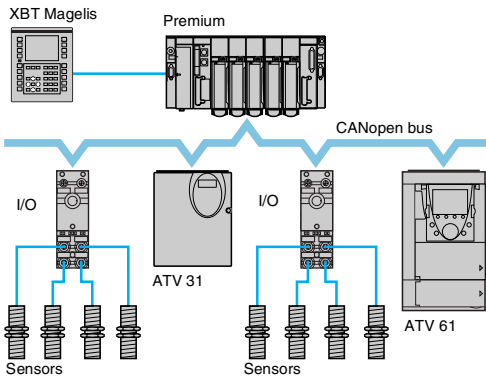 XBT Magelis
Premium
CANopen bus
I/O
ATV 31
I/O
ATV 61
Sensors
Sensors